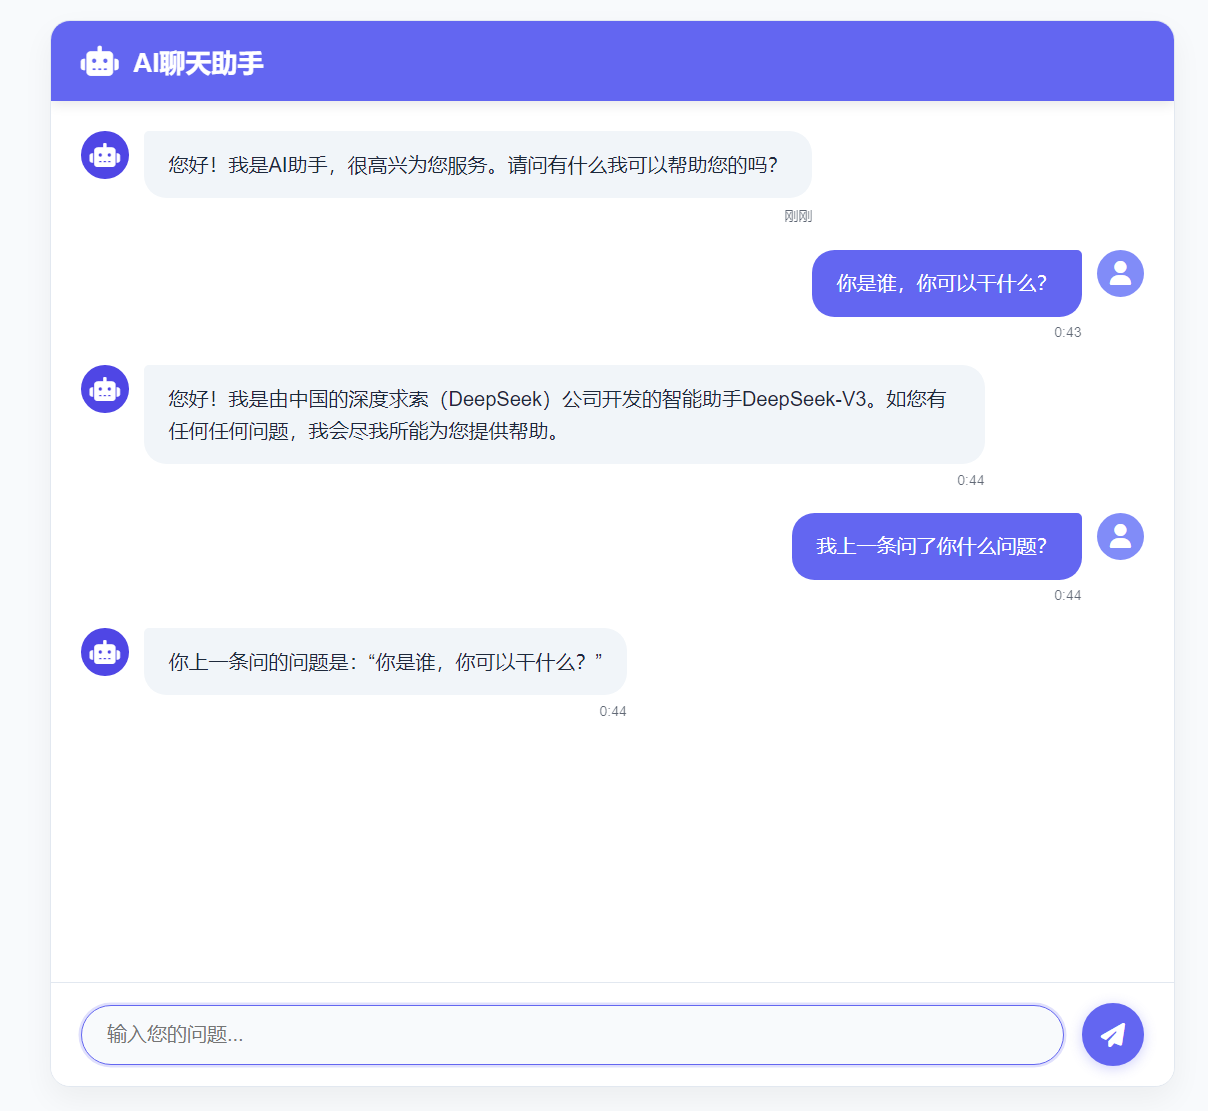 AI聊天助手
您好！我是AI助手，很高兴为您服务。请问有什么我可以帮助您的吗？
刚刚
你是谁，你可以干什么？
0:43
您好！我是由中国的深度求索（DeepSeek）公司开发的智能助手DeepSeek-V3。如您有
任何任何问题，我会尽我所能为您提供帮助。
0:44
我上一条问了你什么问题？
0:44
你上一条问的问题是：“你是谁，你可以干什么？”
0:44
输入您的问题...